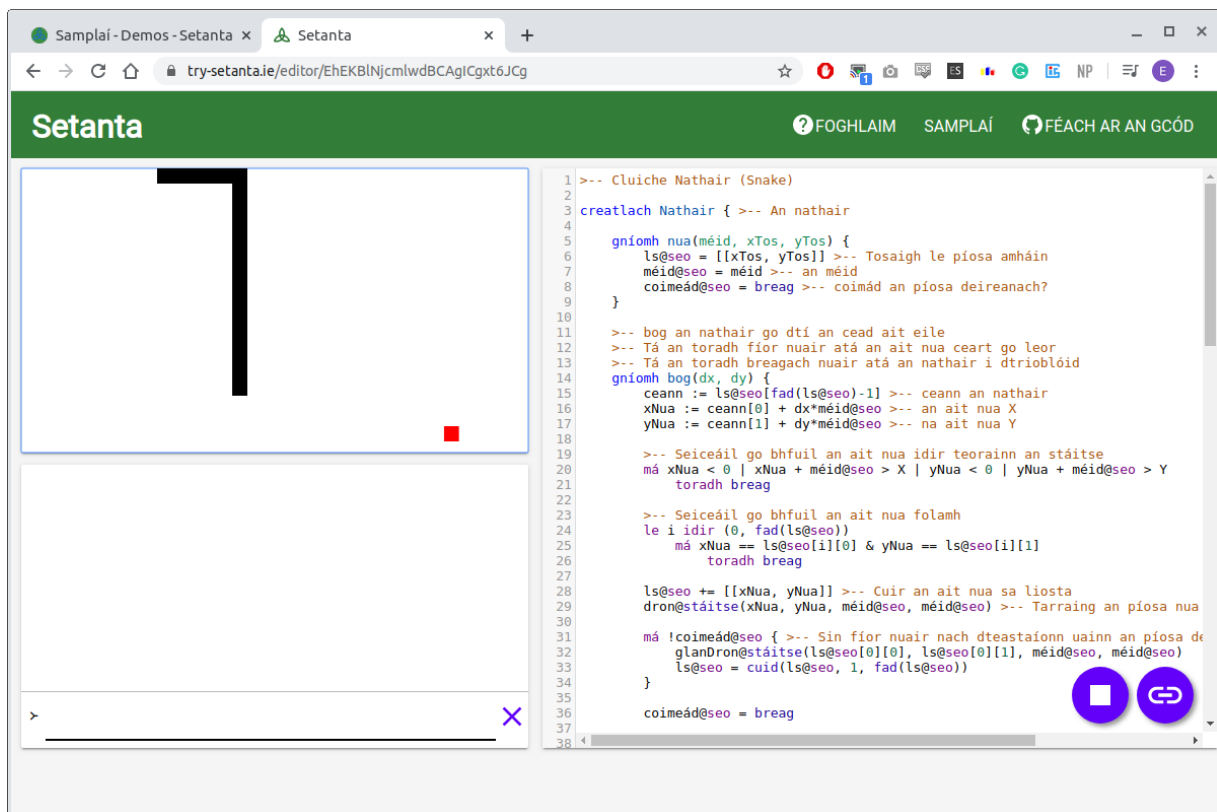 Samplaí - Demos - Setanta
Setanta
try-setanta.ie/editor/EhEKBlNjcmlwdBCAgICgxt6JCg
1
CSS
ES
G
NP
E
Setanta
? FOGHLAIM
SAMPLAÍ
FÉACH AR AN GCÓD
1 >-- Cluiche Nathair (Snake)
2
3 creatlach Nathair { >-- An nathair
4
5 gníomh nua(méid, xTos, yTos) {
6 ls@seo = [[xTos, yTos]] >-- Tosaigh le píosa amháin
7 méid@seo = méid >-- an méid
8 coimeád@seo = breag >-- coimád an píosa deireanach?
9 }
10
11 >-- bog an nathair go dtí an cead ait eile
12 >-- Tá an toradh fíor nuair atá an ait nua ceart go leor
13 >-- Tá an toradh breagach nuair atá an nathair i dtrioblóid
14 gníomh bog(dx, dy) {
15 ceann := ls@seo[fad(ls@seo)-1] >-- ceann an nathair
16 xNua := ceann[0] + dx*méid@seo >-- an ait nua X
17 yNua := ceann[1] + dy*méid@seo >-- na ait nua Y
18
19 >-- Seiceáil go bhfuil an ait nua idir teorainn an stáitse
20 má xNua < 0 | xNua + méid@seo > X | yNua < 0 | yNua + méid@seo > Y
21 toradh breag
22
23 >-- Seiceáil go bhfuil an ait nua folamh
24 le i idir (0, fad(ls@seo))
25 má xNua == ls@seo[i][0] & yNua == ls@seo[i][1]
26 toradh breag
27
28 ls@seo += [[xNua, yNua]] >-- Cuir an ait nua sa liosta
29 dron@stáitse(xNua, yNua, méid@seo, méid@seo) >-- Tarraing an píosa nua
30
31 má !coimeád@seo { >-- Sin fíor nuair nach dteastaíonn uainn an píosa de
32 glanDron@stáitse(ls@seo[0][0], ls@seo[0][1], méid@seo, méid@seo)
33 ls@seo = cuid(ls@seo, 1, fad(ls@seo))
34 }
35
36 coimeád@seo = breag
37
38